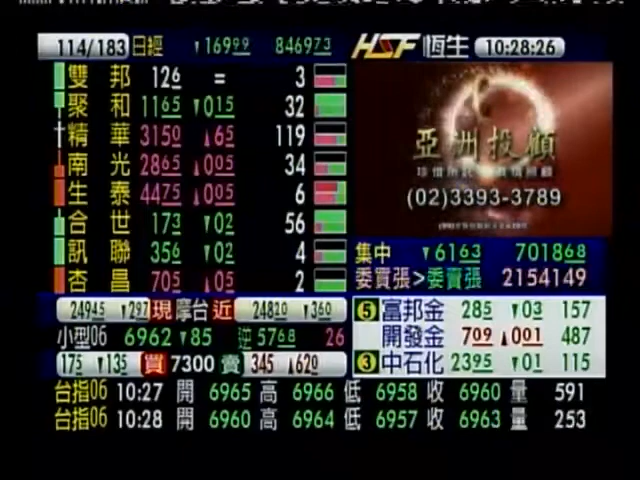 114/183 日經 ▼16999 846973 HSF 恆生 10:28:26
雙邦 126 = 3
聚和 1165 ▼015 32
精華 3150 ▲65 119
南光 2865 ▲005 34
生泰 4475 ▲005 6
合世 173 ▼02 56
訊聯 356 ▼02 4
杏昌 705 ▲05 2
亞洲投顧
(02)3393-3789
集中 ▼6163 701868
委買張>委賣張 2154149
24945 ▼297 現 摩台 近 24820 ▼360
小型06 6962 ▼85 逆 5768 26
175 ▼135 買 7300 賣 345 ▲620
5 富邦金 285 ▼03 157
開發金 709 ▲001 487
3 中石化 2395 ▼01 115
台指06 10:27 開 6965 高 6966 低 6958 收 6960 量 591
台指06 10:28 開 6960 高 6964 低 6957 收 6963 量 253